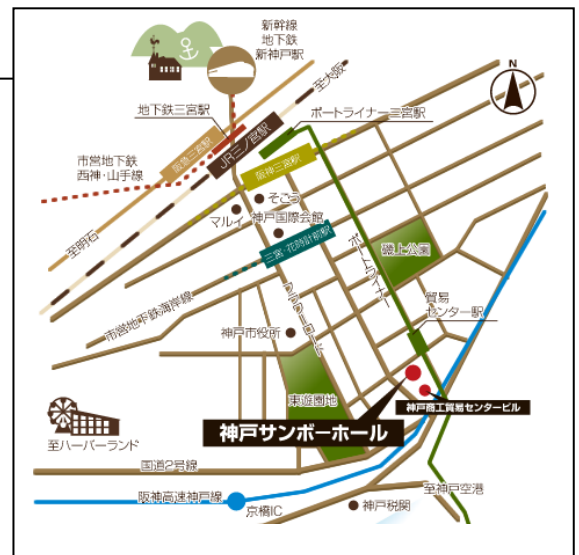 新幹線
地下鉄
新神戸駅
至大阪
N
地下鉄三宮駅
ポートライナー三宮駅
阪急三宮駅
JR三ノ宮駅
阪神三宮駅
市営地下鉄
西神・山手線
そごう
マルイ
神戸国際会館
三宮・花時計前駅
至明石
磯上公園
ポートライナー
フラワーロード
市営地下鉄海岸線
貿易
センター駅
神戸市役所
東遊園地
神戸商工貿易センタービル
神戸サンボーホール
至ハーバーランド
国道2号線
至神戸空港
阪神高速神戸線
京橋IC
神戸税関